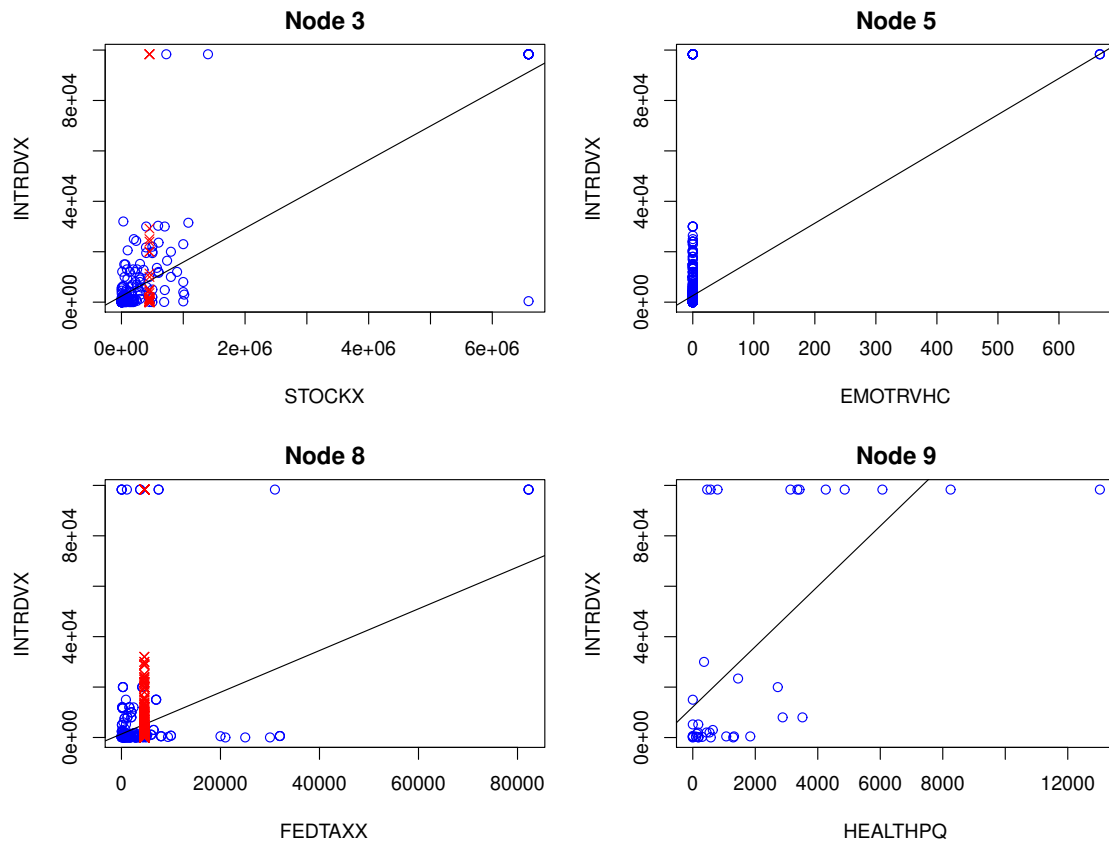 Node 3
INTRDVX
0e+00 4e+04 8e+04
0e+00 2e+06 4e+06 6e+06
STOCKX
Node 5
INTRDVX
0e+00 4e+04 8e+04
0 100 200 300 400 500 600
EMOTRVHC
Node 8
INTRDVX
0e+00 4e+04 8e+04
0 20000 40000 60000 80000
FEDTAXX
Node 9
INTRDVX
0e+00 4e+04 8e+04
0 2000 4000 6000 8000 12000
HEALTHPQ